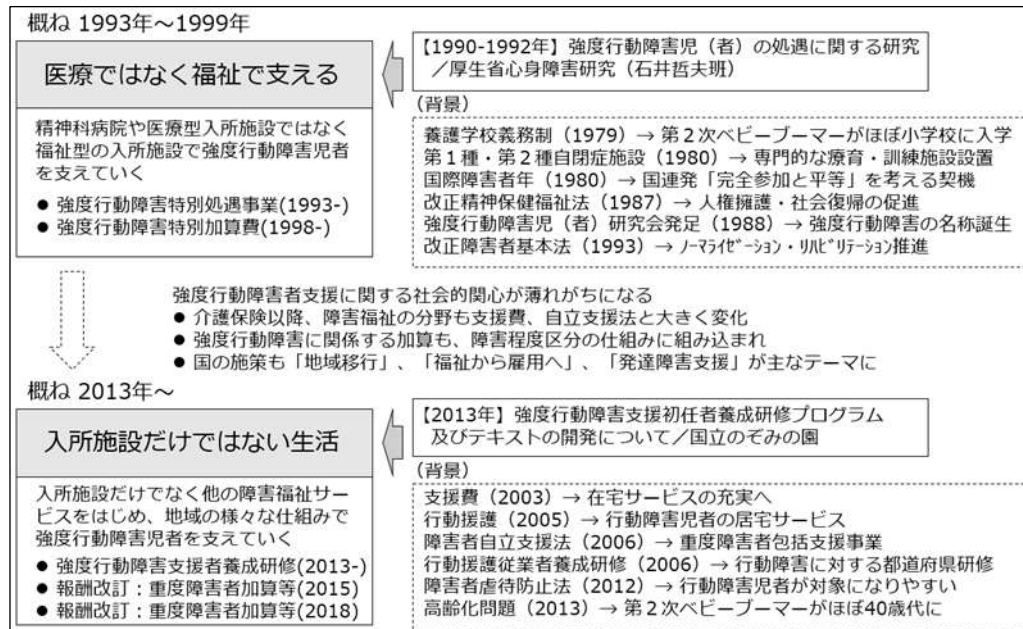 概ね 1993年～1999年
医療ではなく福祉で支える
精神科病院や医療型入所施設ではなく
福祉型の入所施設で強度行動障害児者
を支えていく
● 強度行動障害特別処遇事業(1993-)
● 強度行動障害特別加算費(1998-)
【1990-1992年】強度行動障害児（者）の処遇に関する研究
／厚生省心身障害研究（石井哲夫班）
（背景）
養護学校義務制（1979）→ 第２次ベビーブーマーがほぼ小学校に入学
第１種・第２種自閉症施設（1980）→ 専門的な療育・訓練施設設置
国際障害者年（1980）→ 国連発「完全参加と平等」を考える契機
改正精神保健福祉法（1987）→ 人権擁護・社会復帰の促進
強度行動障害児（者）研究会発足（1988）→ 強度行動障害の名称誕生
改正障害者基本法（1993）→ ﾉｰﾏﾗｲｾﾞｰｼｮﾝ・ﾘﾊﾋﾞﾘﾃｰｼｮﾝ推進
強度行動障害者支援に関する社会的関心が薄れがちになる
● 介護保険以降、障害福祉の分野も支援費、自立支援法と大きく変化
● 強度行動障害に関係する加算も、障害程度区分の仕組みに組み込まれ
● 国の施策も「地域移行」、「福祉から雇用へ」、「発達障害支援」が主なテーマに
概ね 2013年～
入所施設だけではない生活
入所施設だけでなく他の障害福祉サー
ビスをはじめ、地域の様々な仕組みで
強度行動障害児者を支えていく
● 強度行動障害支援者養成研修(2013-)
● 報酬改訂：重度障害者加算等(2015)
● 報酬改訂：重度障害者加算等(2018)
【2013年】強度行動障害支援初任者養成研修プログラム
及びテキストの開発について／国立のぞみの園
（背景）
支援費（2003）→ 在宅サービスの充実へ
行動援護（2005）→ 行動障害児者の居宅サービス
障害者自立支援法（2006）→ 重度障害者包括支援事業
行動援護従業者養成研修（2006）→ 行動障害に対する都道府県研修
障害者虐待防止法（2012）→ 行動障害児者が対象になりやすい
高齢化問題（2013）→ 第２次ベビーブーマーがほぼ40歳代に